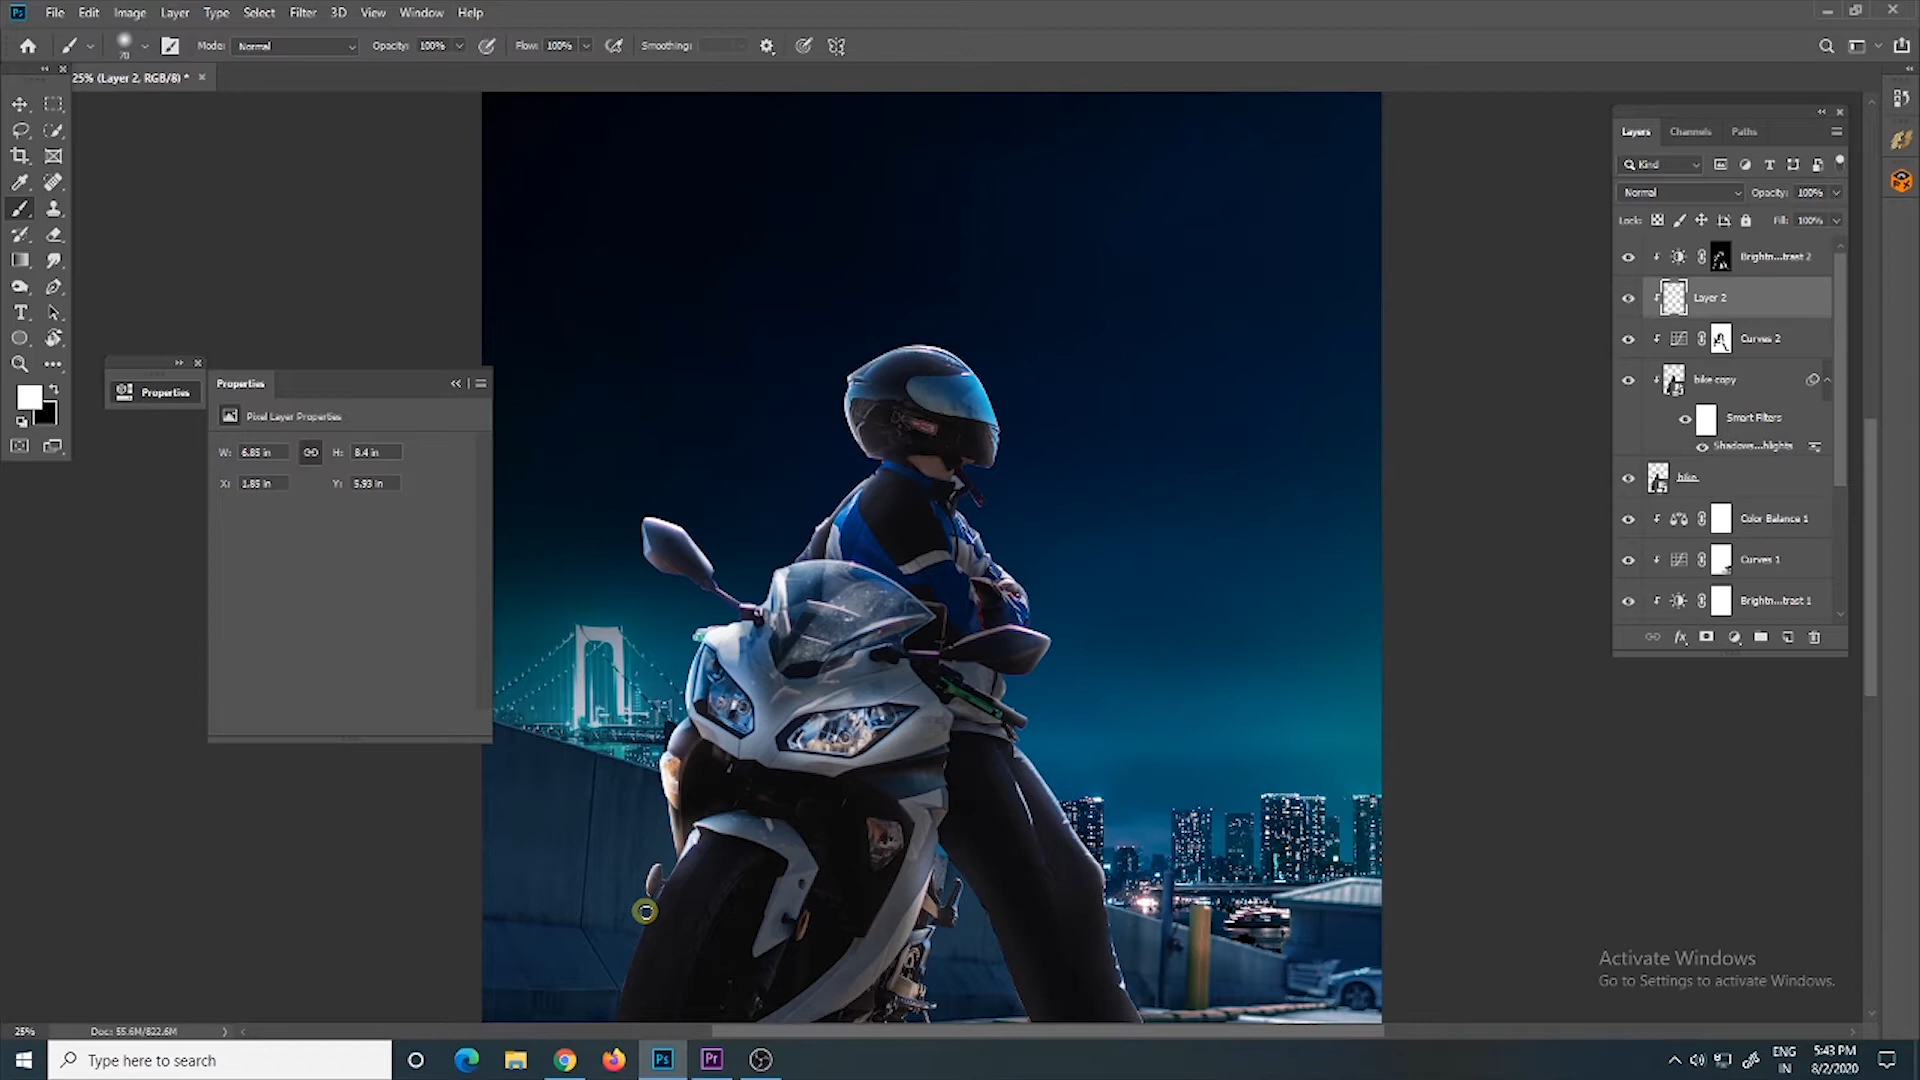 Ps File Edit Image Layer Type Select Filter 3D View Window Help
70 Mode: Normal Opacity: 100% Flow: 100% Smoothing:
25% (Layer 2, RGB/8) *
Layers Channels Paths
Kind
Normal Opacity: 100%
Lock: Fill: 100%
Brightn...trast 2
Layer 2
Curves 2
bike copy
Smart Filters
Shadows...hlights
bike
Color Balance 1
Curves 1
Brightn...trast 1
Properties
Properties
Pixel Layer Properties
W: 6.85 in H: 8.4 in
X: 1.85 in Y: 5.93 in
Activate Windows
Go to Settings to activate Windows.
25% Doc: 55.6M/822.6M
Type here to search
Ps Pr
ENG
IN
5:43 PM
8/2/2020